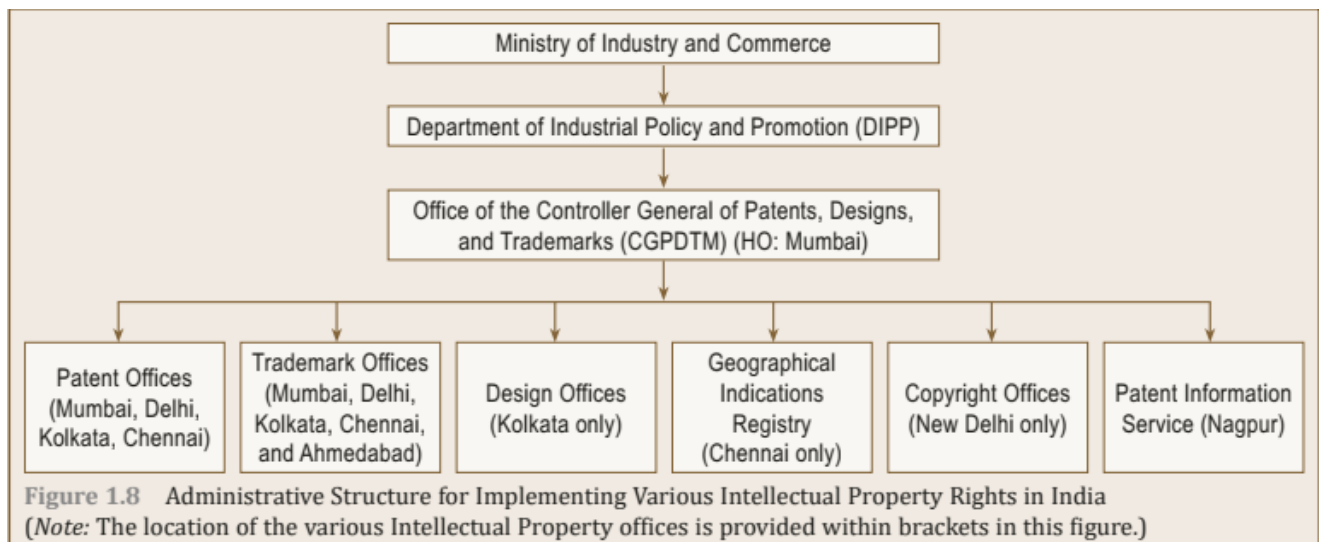 Ministry of Industry and Commerce
Department of Industrial Policy and Promotion (DIPP)
Office of the Controller General of Patents, Designs,
and Trademarks (CGPDTM) (HO: Mumbai)
Patent Offices
(Mumbai, Delhi,
Kolkata, Chennai)
Trademark Offices
(Mumbai, Delhi,
Kolkata, Chennai,
and Ahmedabad)
Design Offices
(Kolkata only)
Geographical
Indications
Registry
(Chennai only)
Copyright Offices
(New Delhi only)
Patent Information
Service (Nagpur)
Figure 1.8 Administrative Structure for Implementing Various Intellectual Property Rights in India
(Note: The location of the various Intellectual Property offices is provided within brackets in this figure.)